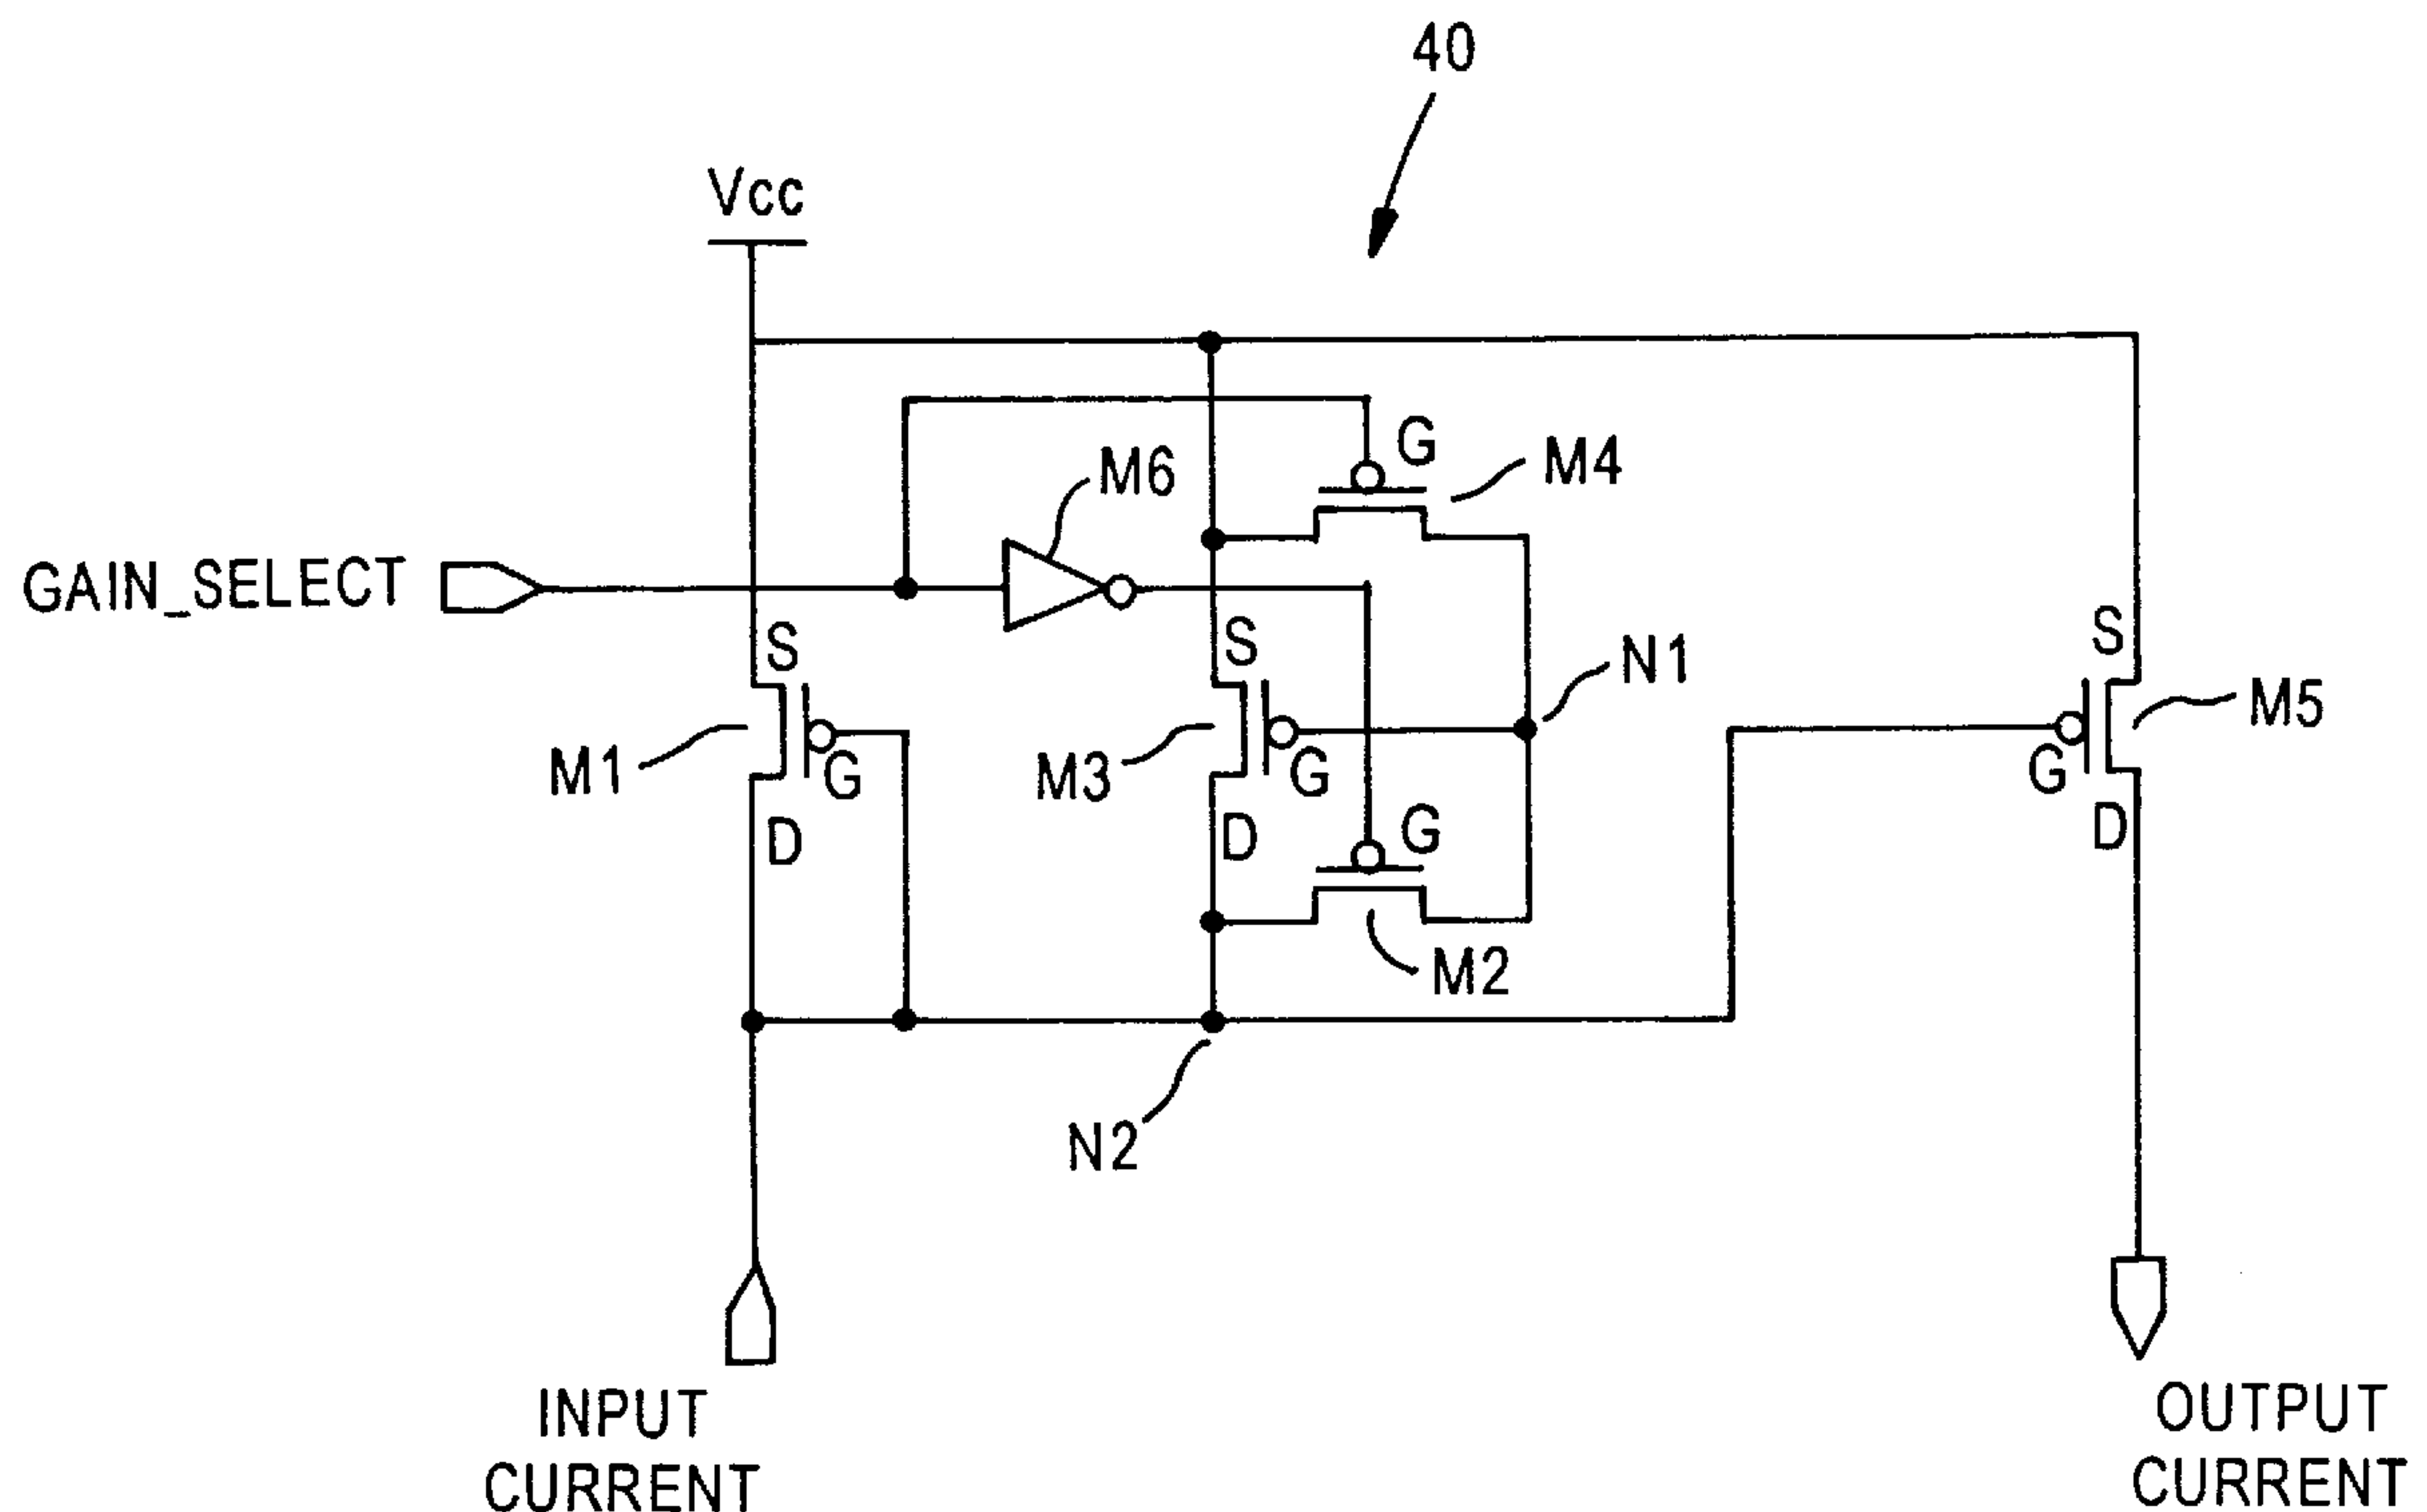 40
Vcc
G
M4
M6
GAIN_SELECT
S
S
N1
S
M5
M1
G
M3
G
G
D
D
G
D
M2
N2
INPUT
CURRENT
OUTPUT
CURRENT